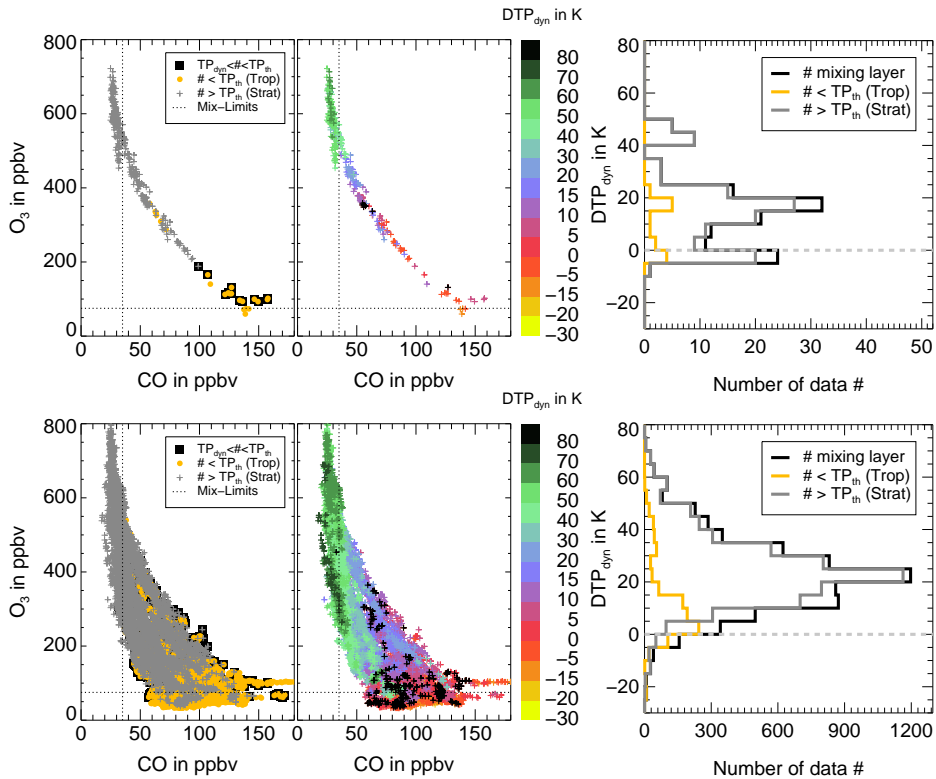 DTP_dyn in K
800
600
400
200
0
O₃ in ppbv
TP_dyn<#<TP_th
# < TP_th (Trop)
# > TP_th (Strat)
Mix−Limits
0 50 100 150
CO in ppbv
0 50 100 150
CO in ppbv
80
70
60
50
40
30
20
15
10
5
0
−5
−15
−20
−30
80
60
40
20
0
−20
DTP_dyn in K
# mixing layer
# < TP_th (Trop)
# > TP_th (Strat)
0 10 20 30 40 50
Number of data #
DTP_dyn in K
800
600
400
200
0
O₃ in ppbv
TP_dyn<#<TP_th
# < TP_th (Trop)
# > TP_th (Strat)
Mix−Limits
0 50 100 150
CO in ppbv
0 50 100 150
CO in ppbv
80
70
60
50
40
30
20
15
10
5
0
−5
−15
−20
−30
80
60
40
20
0
−20
DTP_dyn in K
# mixing layer
# < TP_th (Trop)
# > TP_th (Strat)
0 300 600 900 1200
Number of data #